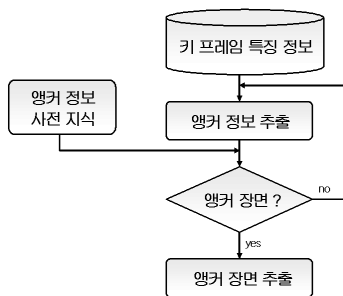 키 프레임 특징 정보
앵커 정보
사전 지식
앵커 정보 추출
앵커 장면 ?
no
yes
앵커 장면 추출